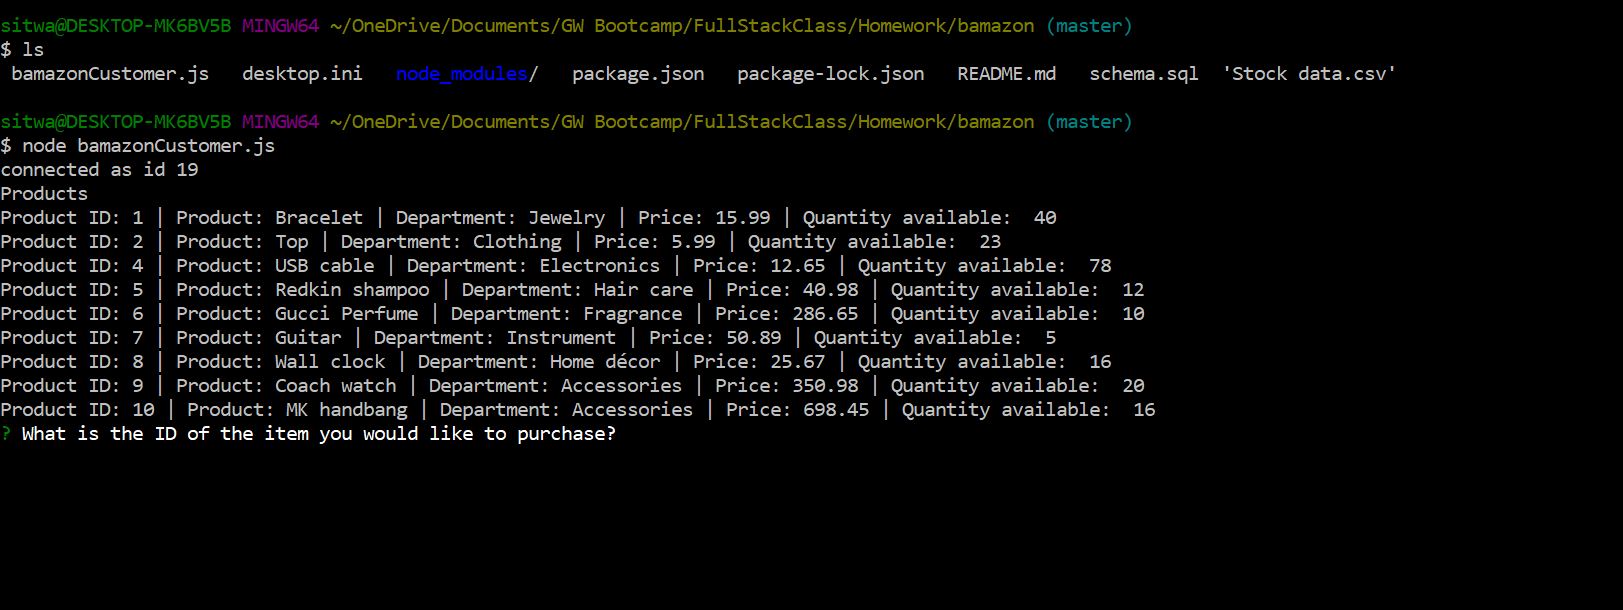 sitwa@DESKTOP-MK6BV5B MINGW64 ~/OneDrive/Documents/GW Bootcamp/FullStackClass/Homework/bamazon (master)
$ ls
bamazonCustomer.js desktop.ini node_modules/ package.json package-lock.json README.md schema.sql 'Stock data.csv'
sitwa@DESKTOP-MK6BV5B MINGW64 ~/OneDrive/Documents/GW Bootcamp/FullStackClass/Homework/bamazon (master)
$ node bamazonCustomer.js
connected as id 19
Products
Product ID: 1 | Product: Bracelet | Department: Jewelry | Price: 15.99 | Quantity available:  40
Product ID: 2 | Product: Top | Department: Clothing | Price: 5.99 | Quantity available:  23
Product ID: 4 | Product: USB cable | Department: Electronics | Price: 12.65 | Quantity available:  78
Product ID: 5 | Product: Redkin shampoo | Department: Hair care | Price: 40.98 | Quantity available:  12
Product ID: 6 | Product: Gucci Perfume | Department: Fragrance | Price: 286.65 | Quantity available:  10
Product ID: 7 | Product: Guitar | Department: Instrument | Price: 50.89 | Quantity available:  5
Product ID: 8 | Product: Wall clock | Department: Home décor | Price: 25.67 | Quantity available:  16
Product ID: 9 | Product: Coach watch | Department: Accessories | Price: 350.98 | Quantity available:  20
Product ID: 10 | Product: MK handbang | Department: Accessories | Price: 698.45 | Quantity available:  16
? What is the ID of the item you would like to purchase?